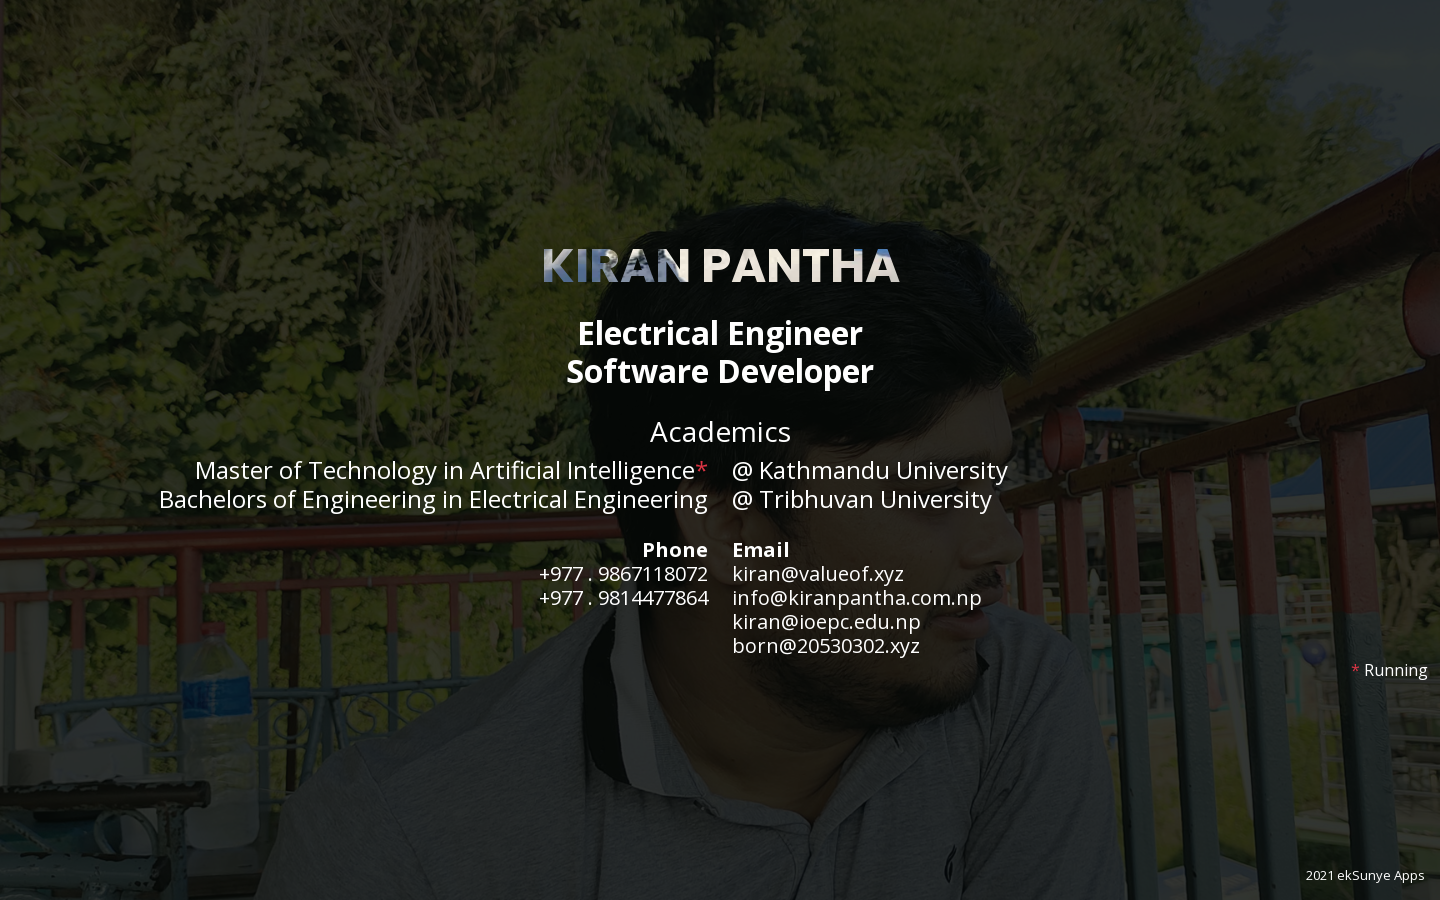 KIRAN PANTHA
Electrical Engineer
Software Developer
Academics
Master of Technology in Artificial Intelligence* @ Kathmandu University
Bachelors of Engineering in Electrical Engineering @ Tribhuvan University
Phone Email
+977 . 9867118072 kiran@valueof.xyz
+977 . 9814477864 info@kiranpantha.com.np
kiran@ioepc.edu.np
born@20530302.xyz
* Running
2021 ekSunye Apps